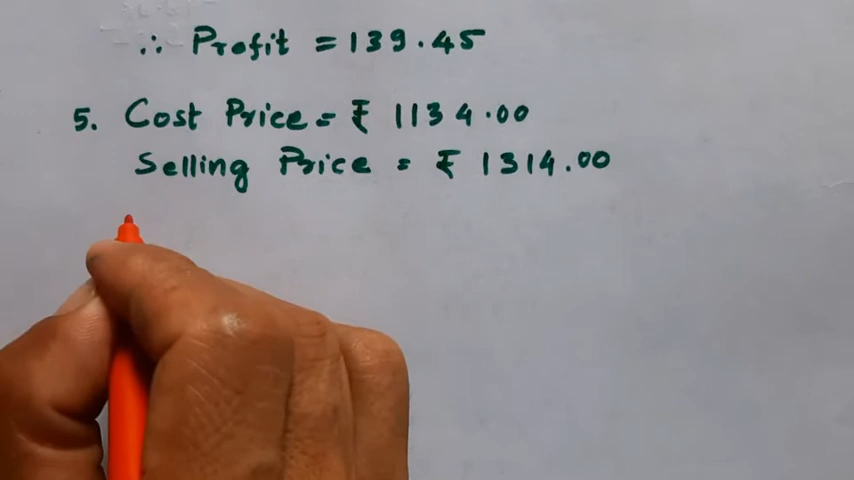 ∴ Profit = 139.45
5. Cost Price = ₹ 1134.00
Selling Price = ₹ 1314.00